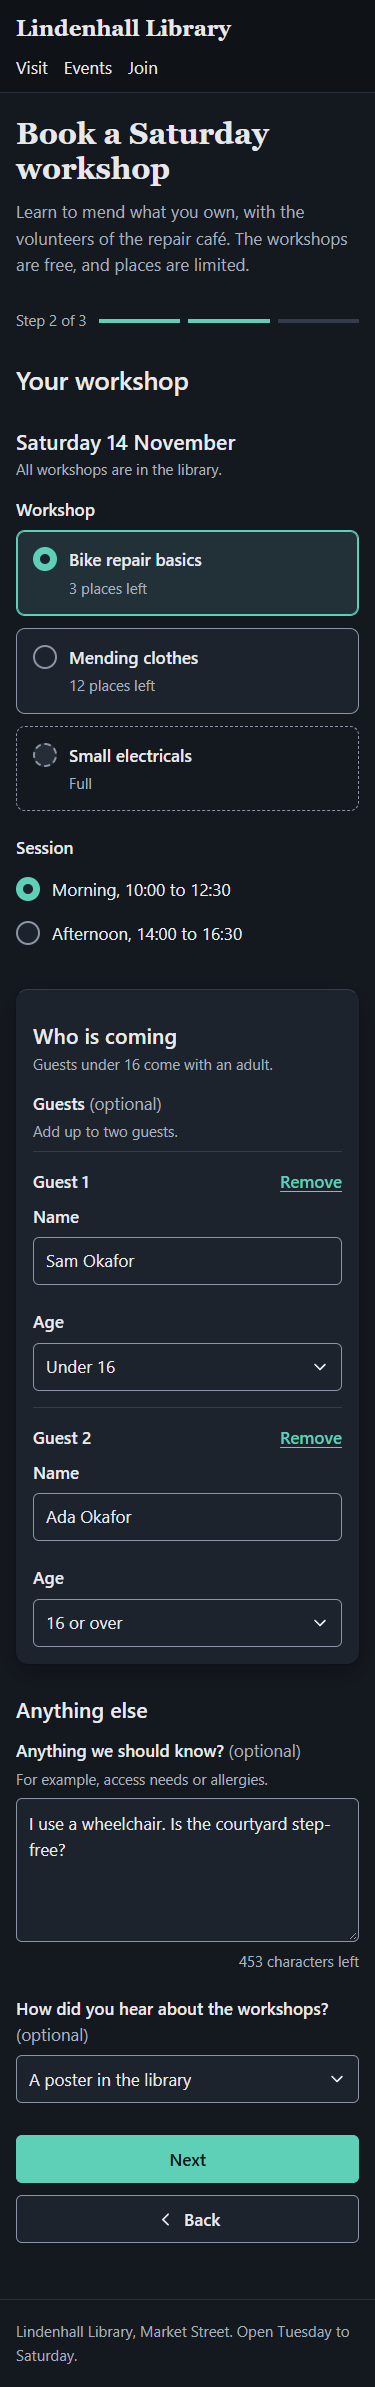 Lindenhall Library
Visit Events Join
Book a Saturday
workshop
Learn to mend what you own, with the
volunteers of the repair café. The workshops
are free, and places are limited.
Step 2 of 3
Your workshop
Saturday 14 November
All workshops are in the library.
Workshop
Bike repair basics
3 places left
Mending clothes
12 places left
Small electricals
Full
Session
Morning, 10:00 to 12:30
Afternoon, 14:00 to 16:30
Who is coming
Guests under 16 come with an adult.
Guests (optional)
Add up to two guests.
Guest 1 Remove
Name
Sam Okafor
Age
Under 16
Guest 2 Remove
Name
Ada Okafor
Age
16 or over
Anything else
Anything we should know? (optional)
For example, access needs or allergies.
I use a wheelchair. Is the courtyard step-
free?
453 characters left
How did you hear about the workshops?
(optional)
A poster in the library
Next
Back
Lindenhall Library, Market Street. Open Tuesday to
Saturday.